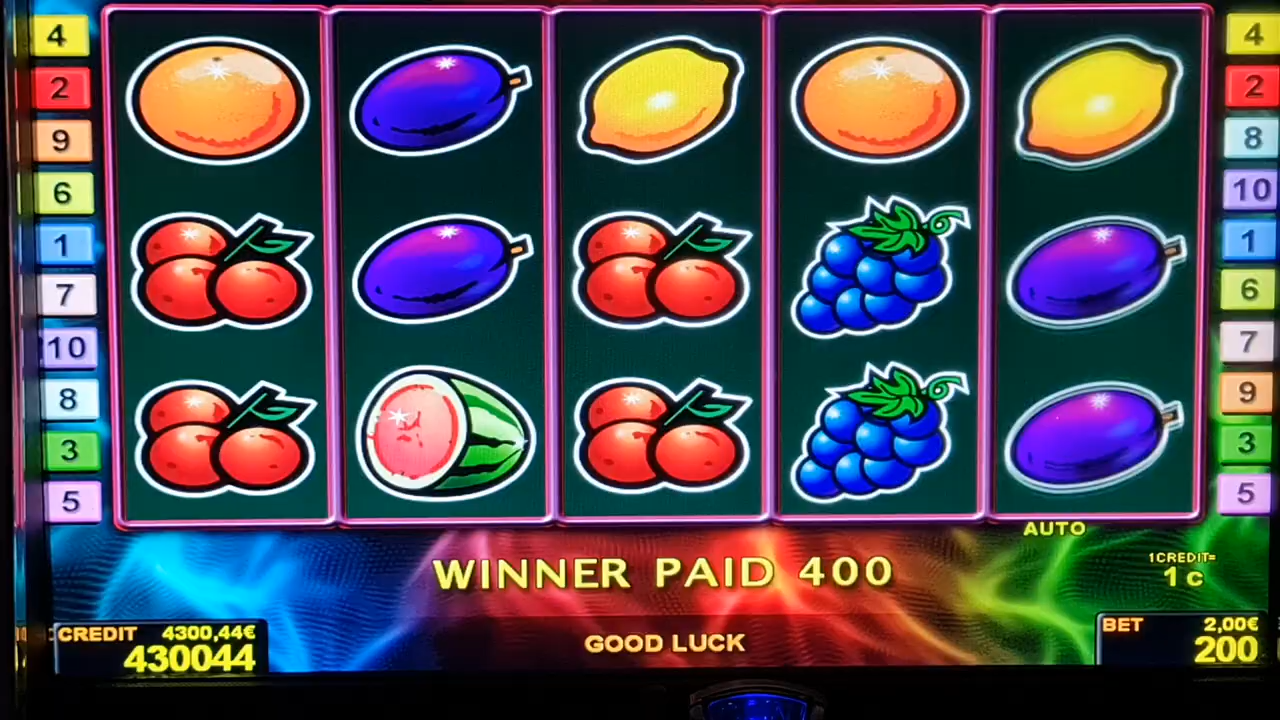 4 4
2 2
9 8
6 10
1 1
7 6
10 7
8 9
3 3
5 5
AUTO
WINNER PAID 400
1CREDIT=
1 c
CREDIT 4300,44€
430044
GOOD LUCK
BET 2,00€
200